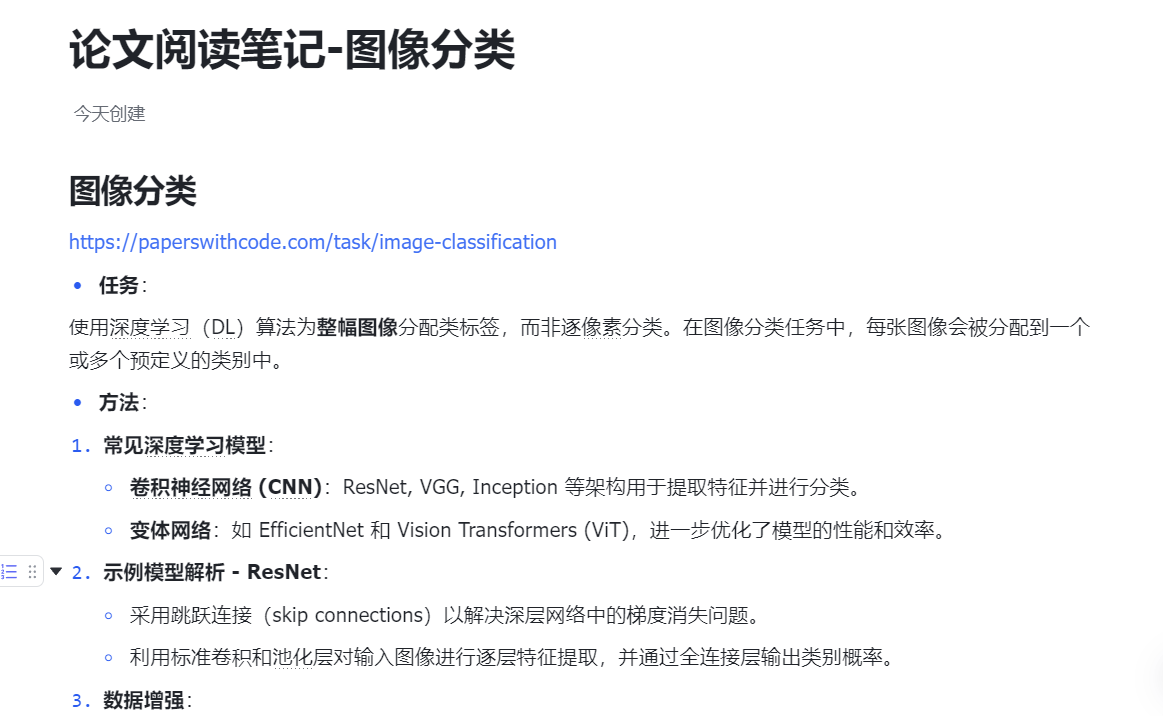 论文阅读笔记-图像分类
今天创建
图像分类
https://paperswithcode.com/task/image-classification
• 任务：
使用深度学习（DL）算法为整幅图像分配类标签，而非逐像素分类。在图像分类任务中，每张图像会被分配到一个
或多个预定义的类别中。
• 方法：
1. 常见深度学习模型：
◦ 卷积神经网络 (CNN)：ResNet, VGG, Inception 等架构用于提取特征并进行分类。
◦ 变体网络：如 EfficientNet 和 Vision Transformers (ViT)，进一步优化了模型的性能和效率。
2. 示例模型解析 - ResNet：
◦ 采用跳跃连接（skip connections）以解决深层网络中的梯度消失问题。
◦ 利用标准卷积和池化层对输入图像进行逐层特征提取，并通过全连接层输出类别概率。
3. 数据增强：